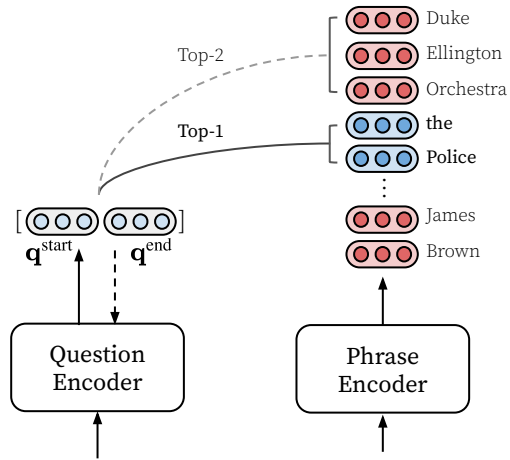 Duke
Top-2
Ellington
Orchestra
Top-1
the
Police
⋮
[ ]
James
q^start q^end
Brown
Question
Encoder
Phrase
Encoder